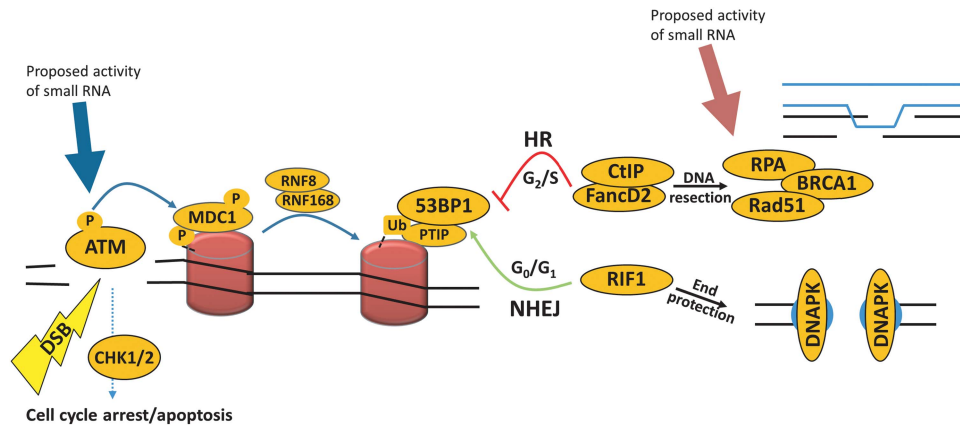 Proposed activity
of small RNA
Proposed activity
of small RNA
P
ATM
DSB
CHK1/2
Cell cycle arrest/apoptosis
P
MDC1
P
RNF8
RNF168
53BP1
Ub
PTIP
HR
G2/S
CtIP
FancD2
DNA
resection
RPA
BRCA1
Rad51
G0/G1
NHEJ
RIF1
End
protection
DNAPK
DNAPK